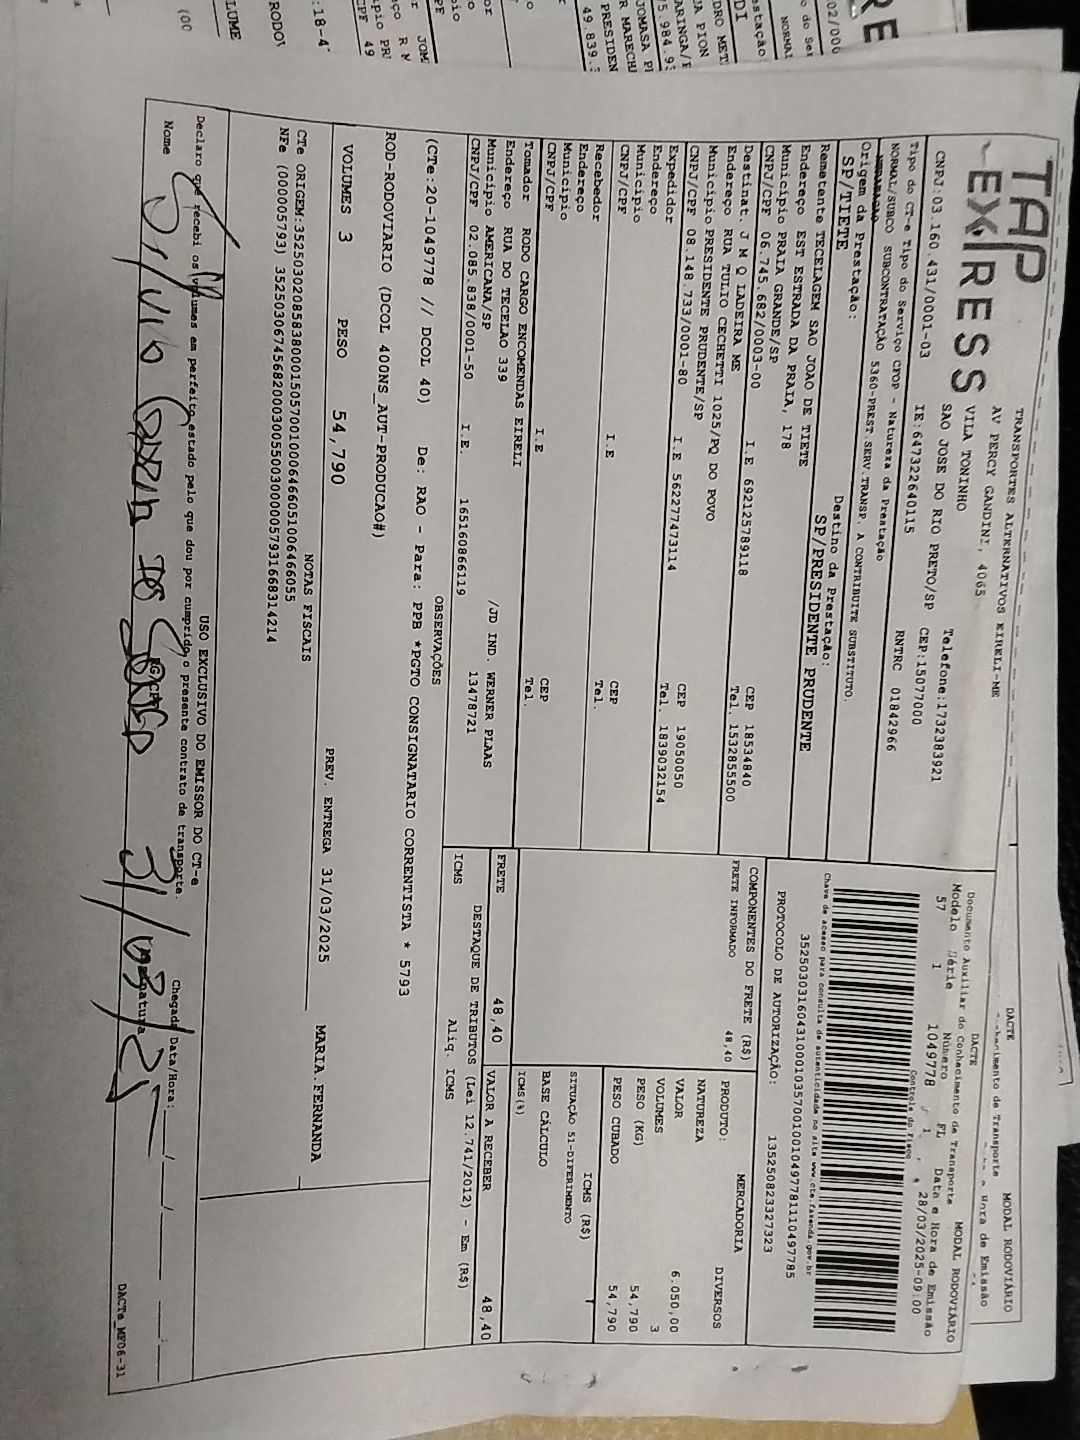 TAP
EXPRESS
TRANSPORTES ALTERNATIVOS EIRELI-ME
AV PERCY GANDINI, 4065
VILA TONINHO
SAO JOSE DO RIO PRETO/SP CEP:15077000
CNPJ:03.160.431/0001-03 IE:647322640115 Telefone:1732383921
RNTRC 01842966
DACTE MODAL RODOVIÁRIO
Documento Auxiliar do Conhecimento de Transporte
Modelo Série Número FL Data e Hora de Emissão
57 1 1049778 1 28/03/2025-09:00
Controle do Fisco
Chave de acesso para consulta de autenticidade no site www.cte.fazenda.gov.br
PROTOCOLO DE AUTORIZAÇÃO: 135250823327323
Tipo do CT-e Tipo do Serviço CFOP - Natureza da Prestação
NORMAL/SUBCO SUBCONTRATAÇÃO 5360-PREST.SERV.TRANSP. A CONTRIBUITE SUBSTITUTO.
Origem da Prestação: Destino da Prestação:
SP/TIETE SP/PRESIDENTE PRUDENTE
Remetente TECELAGEM SAO JOAO DE TIETE
Endereço EST ESTRADA DA PRAIA, 178
Município PRAIA GRANDE/SP CEP 18534840
CNPJ/CPF 06.745.682/0003-00 I.E 692125789118 Tel. 1532855500
Destinat. J M Q LADEIRA ME
Endereço RUA TULIO CECHETTI 1025/PQ DO POVO
Município PRESIDENTE PRUDENTE/SP CEP 19050050
CNPJ/CPF 08.148.733/0001-80 I.E 562277473114 Tel. 1839032154
Expedidor
Endereço
Município CEP
CNPJ/CPF I.E Tel.
Recebedor
Endereço
Município CEP
CNPJ/CPF I.E Tel.
Tomador RODO CARGO ENCOMENDAS EIRELI
Endereço RUA DO TECELAO 339 /JD IND. WERNER PLAAS
Município AMERICANA/SP 13478721
CNPJ/CPF 02.085.838/0001-50 I.E. 165160866119
COMPONENTES DO FRETE (R$)
FRETE INFORMADO 48,40
FRETE 48,40
PRODUTO: MERCADORIA
NATUREZA DIVERSOS
VALOR 6.050,00
VOLUMES 3
PESO (KG) 54,790
PESO CUBADO 54,790
ICMS (R$)
SITUAÇÃO 51-DIFERIMENTO
BASE CÁLCULO
ICMS(%)
VALOR A RECEBER 48,40
DESTAQUE DE TRIBUTOS (Lei 12.741/2012) - Em (R$)
ICMS Aliq. ICMS
OBSERVAÇÕES
(CTe:20-1049778 // DCOL 40) De: RAO - Para: PPB *PGTO CONSIGNATARIO CORRENTISTA * 5793
ROD-RODOVIARIO (DCOL 400NS_AUT-PRODUCAO#)
VOLUMES 3 PESO 54,790 PREV. ENTREGA 31/03/2025 MARIA.FERNANDA
NOTAS FISCAIS
USO EXCLUSIVO DO EMISSOR DO CT-e
Declaro que recebi os volumes em perfeito estado pelo que dou por cumprido o presente contrato de transporte.
Nome RG/CPF Assinatura Chegada Data/Hora:
31/03/25
DACTe_MF06-31